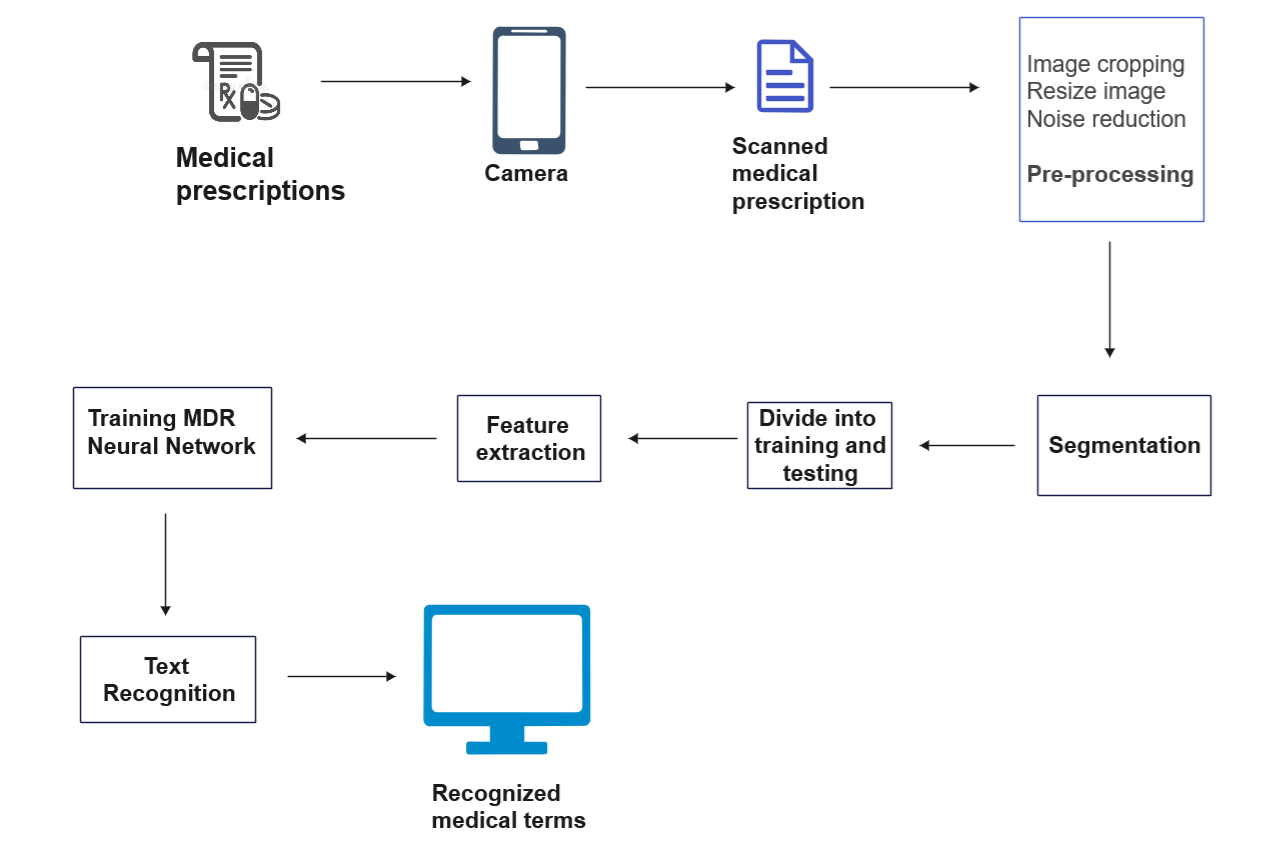 Rx
Medical
prescriptions
Camera
Scanned
medical
prescription
Image cropping
Resize image
Noise reduction
Pre-processing
Segmentation
Divide into
training and
testing
Feature
extraction
Training MDR
Neural Network
Text
Recognition
Recognized
medical terms